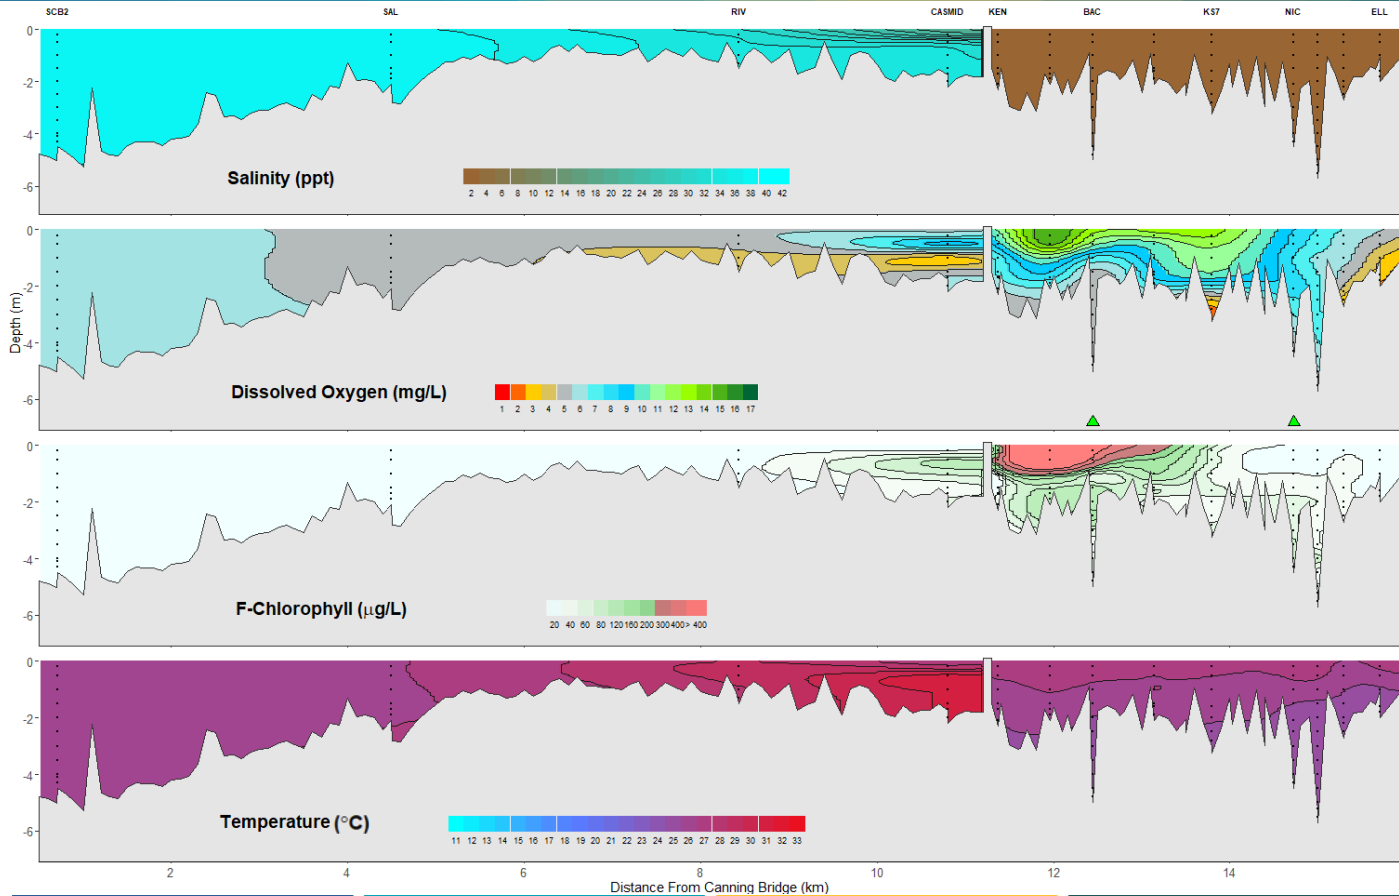 SCB2 SAL RIV CASMID KEN BAC KS7 NIC ELL
0
-2
-4
-6
Salinity (ppt)
2 4 6 8 10 12 14 16 18 20 22 24 26 28 30 32 34 36 38 40 42
0
-2
-4
-6
Depth (m)
Dissolved Oxygen (mg/L)
1 2 3 4 5 6 7 8 9 10 11 12 13 14 15 16 17
0
-2
-4
-6
F-Chlorophyll (µg/L)
20 40 60 80 120 160 200 300 400 > 400
0
-2
-4
-6
Temperature (°C)
11 12 13 14 15 16 17 18 19 20 21 22 23 24 25 26 27 28 29 30 31 32 33
2 4 6 8 10 12 14
Distance From Canning Bridge (km)